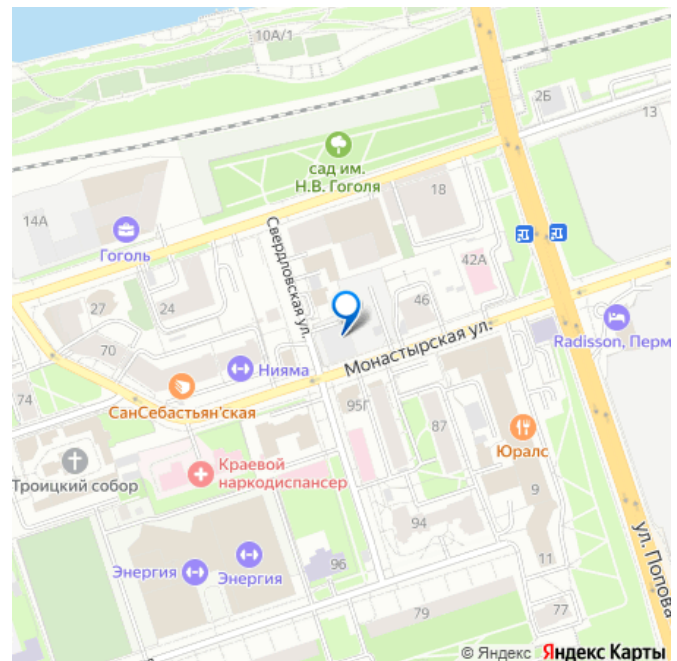 10А/1
2Б
13
сад им.
Н.В. Гоголя
18
14А
Гоголь
Свердловская ул.
42А
27
24
46
Radisson, Перм
70
Монастырская ул.
Нияма
74
СанСебастьян'ская
95Г
87
Юралс
Троицкий собор
Краевой
наркодиспансер
9
94
ул. Попова
Энергия
Энергия
96
11
79
77
© Яндекс Яндекс Карты